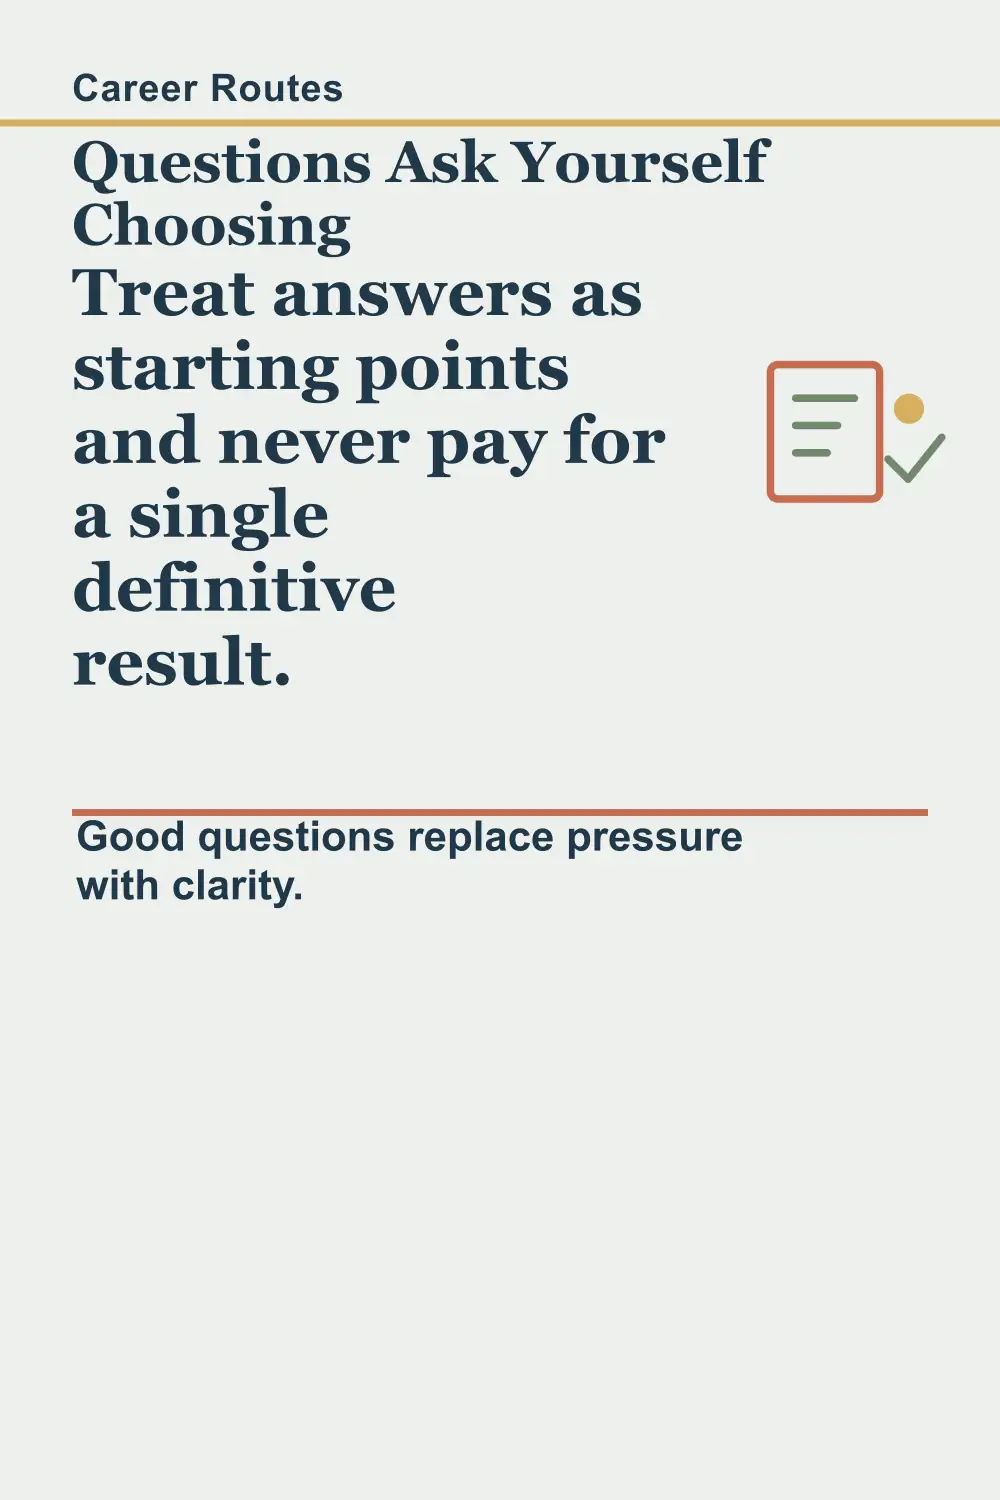 Career Routes
Questions Ask Yourself
Choosing
Treat answers as
starting points
and never pay for
a single
definitive
result.
Good questions replace pressure
with clarity.